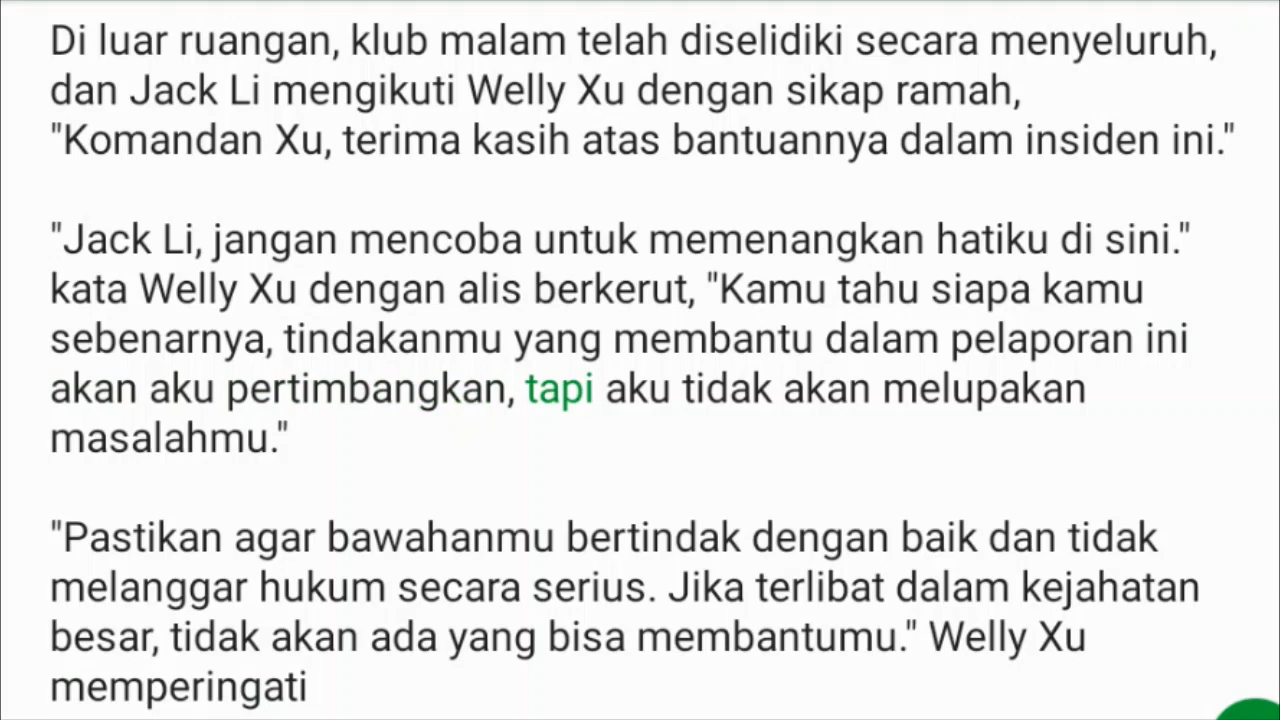 Di luar ruangan, klub malam telah diselidiki secara menyeluruh,
dan Jack Li mengikuti Welly Xu dengan sikap ramah,
"Komandan Xu, terima kasih atas bantuannya dalam insiden ini."
"Jack Li, jangan mencoba untuk memenangkan hatiku di sini."
kata Welly Xu dengan alis berkerut, "Kamu tahu siapa kamu
sebenarnya, tindakanmu yang membantu dalam pelaporan ini
akan aku pertimbangkan, tapi aku tidak akan melupakan
masalahmu."
"Pastikan agar bawahanmu bertindak dengan baik dan tidak
melanggar hukum secara serius. Jika terlibat dalam kejahatan
besar, tidak akan ada yang bisa membantumu." Welly Xu
memperingati